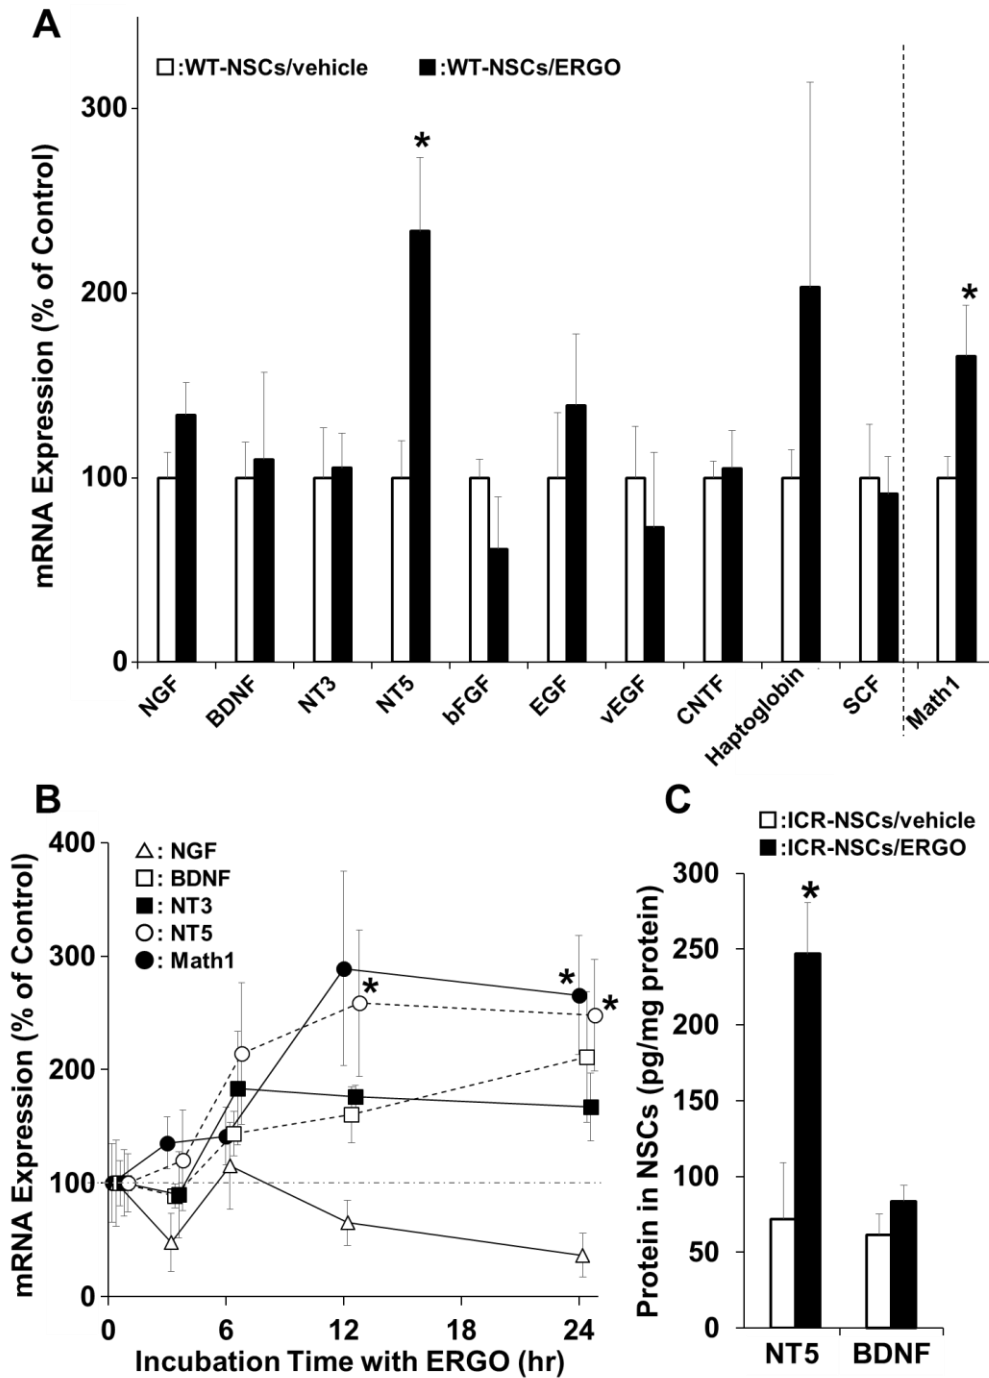 A
□:WT-NSCs/vehicle ■:WT-NSCs/ERGO
mRNA Expression (% of Control)
300
200
100
0
*
*
NGF
BDNF
NT3
NT5
bFGF
EGF
vEGF
CNTF
Haptoglobin
SCF
Math1
B
mRNA Expression (% of Control)
400
300
200
100
0
△: NGF
□: BDNF
■: NT3
○: NT5
●: Math1
*
*
*
0 6 12 18 24
Incubation Time with ERGO (hr)
C
□:ICR-NSCs/vehicle
■:ICR-NSCs/ERGO
Protein in NSCs (pg/mg protein)
300
250
200
150
100
50
0
*
NT5 BDNF